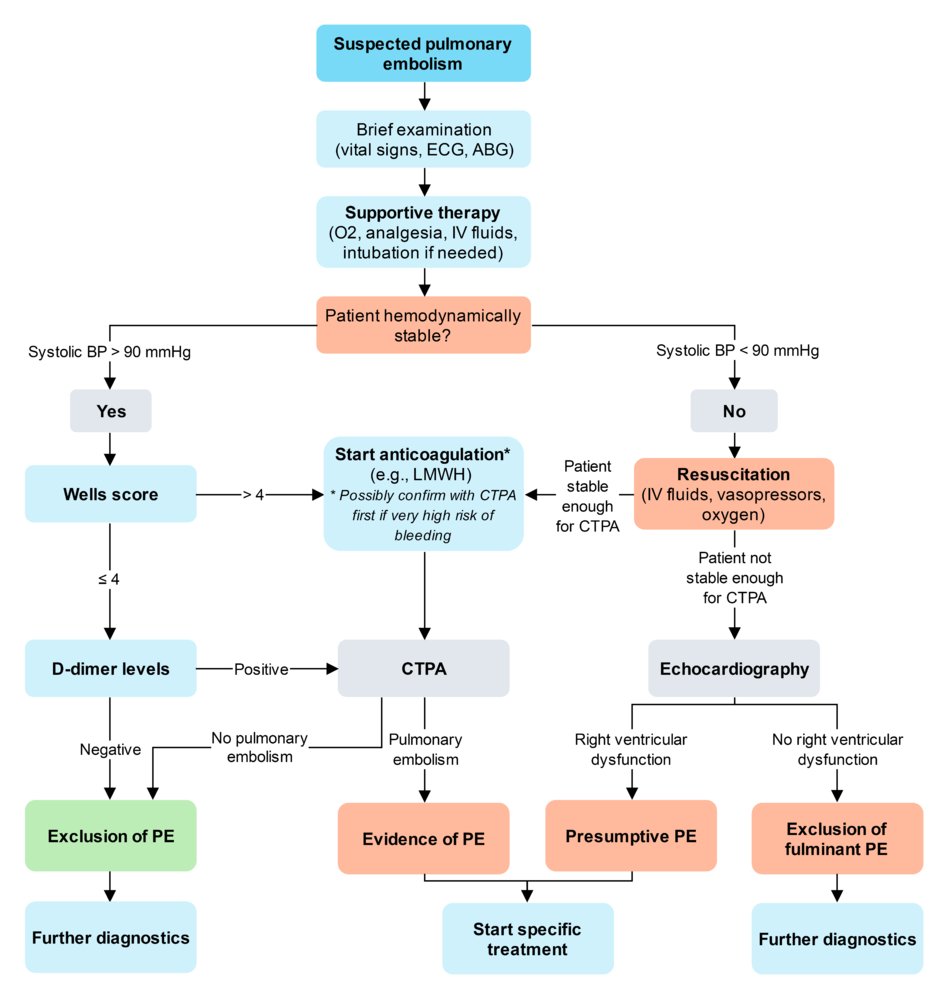 Suspected pulmonary
embolism
Brief examination
(vital signs, ECG, ABG)
Supportive therapy
(O2, analgesia, IV fluids,
intubation if needed)
Patient hemodynamically
stable?
Systolic BP > 90 mmHg
Systolic BP < 90 mmHg
Yes
No
Wells score
> 4
Start anticoagulation*
(e.g., LMWH)
* Possibly confirm with CTPA
first if very high risk of
bleeding
Patient
stable
enough
for CTPA
Resuscitation
(IV fluids, vasopressors,
oxygen)
≤ 4
Patient not
stable enough
for CTPA
D-dimer levels
Positive
CTPA
Echocardiography
Negative
No pulmonary
embolism
Pulmonary
embolism
Right ventricular
dysfunction
No right ventricular
dysfunction
Exclusion of PE
Evidence of PE
Presumptive PE
Exclusion of
fulminant PE
Further diagnostics
Start specific
treatment
Further diagnostics